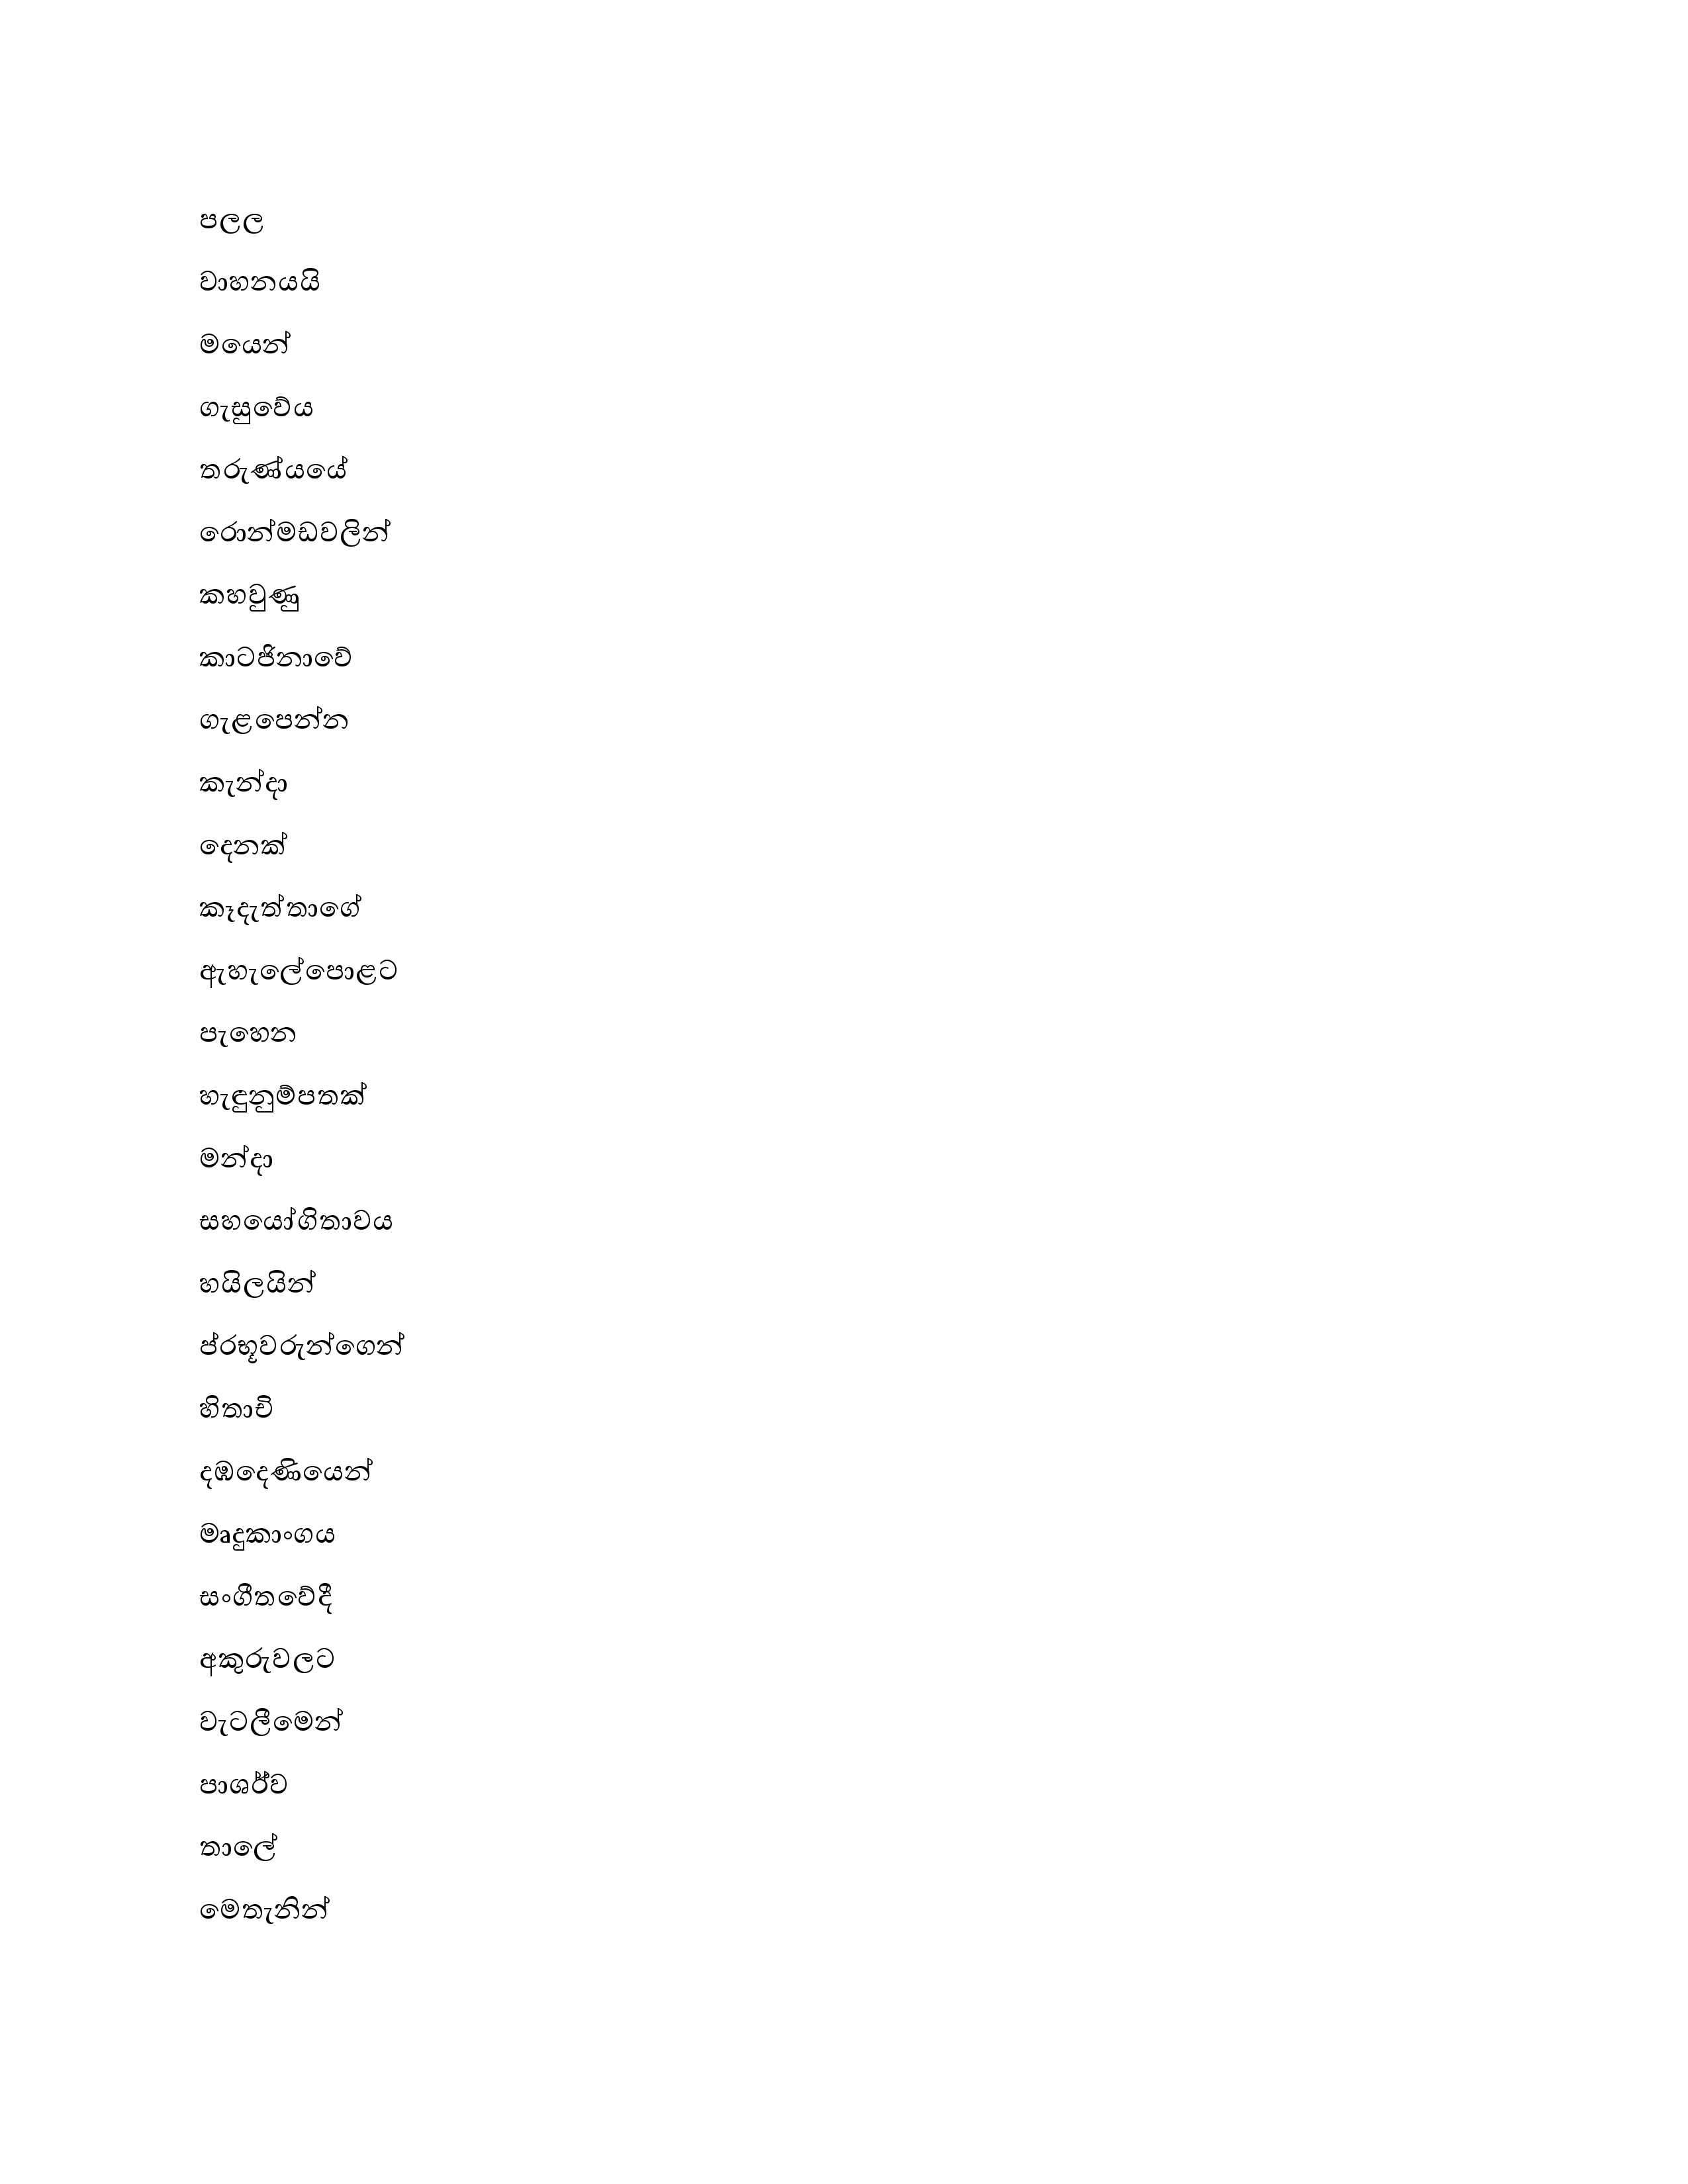 පලල
වාහනයයි
මයෙන්
ගැසුවේය
තරුණ්යයේ
රොන්මඩවලින්
කහවුණු
කාටජිනාවේ
ගැළපෙන්න
කැන්දා
දෙනක්
කෑදැත්තාගේ
ඇහැලේපොළට
පැහෙන
හැඳුනුම්පතක්
මන්දා
සහයෝගිතාවය
හයිලයින්
ප්රභූවරුන්ගෙන්
හිතාචි
දඹදෙණියෙන්
මෘදුකාංගය
සංගීතවේදී
අකුරුවලට
වැටලීමෙන්
පාර්ශ්ව
තාලේ
මෙතැනින්